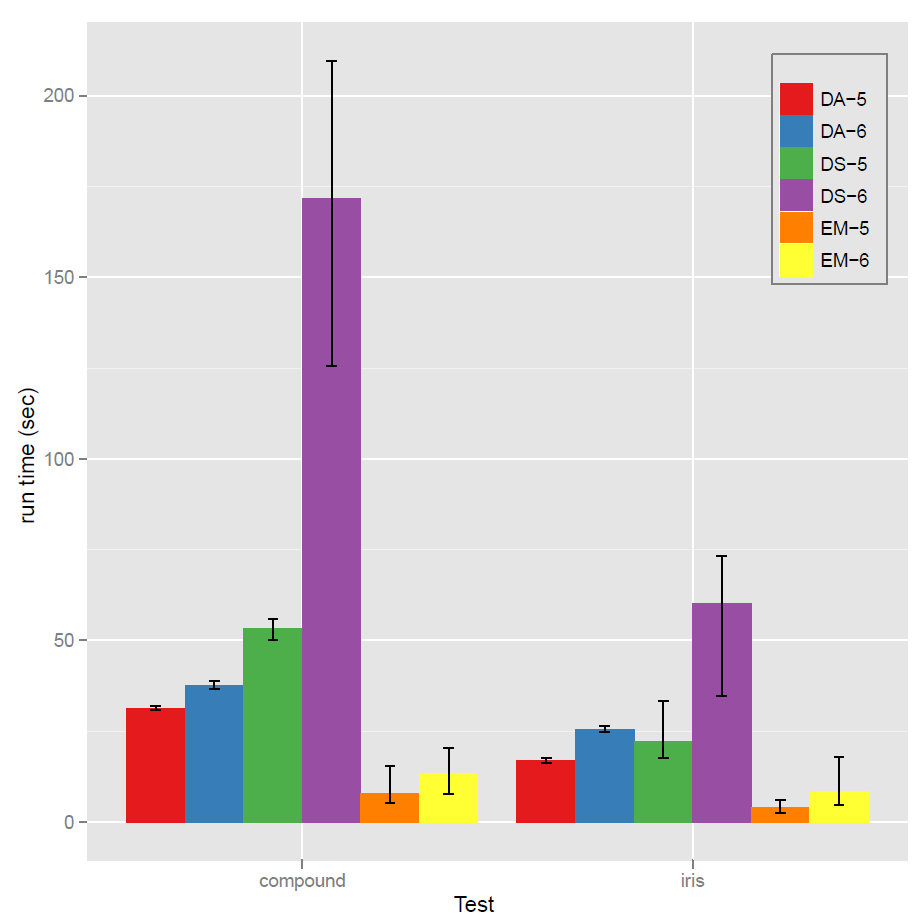 200
150
100
50
0
run time (sec)
DA−5
DA−6
DS−5
DS−6
EM−5
EM−6
compound
iris
Test